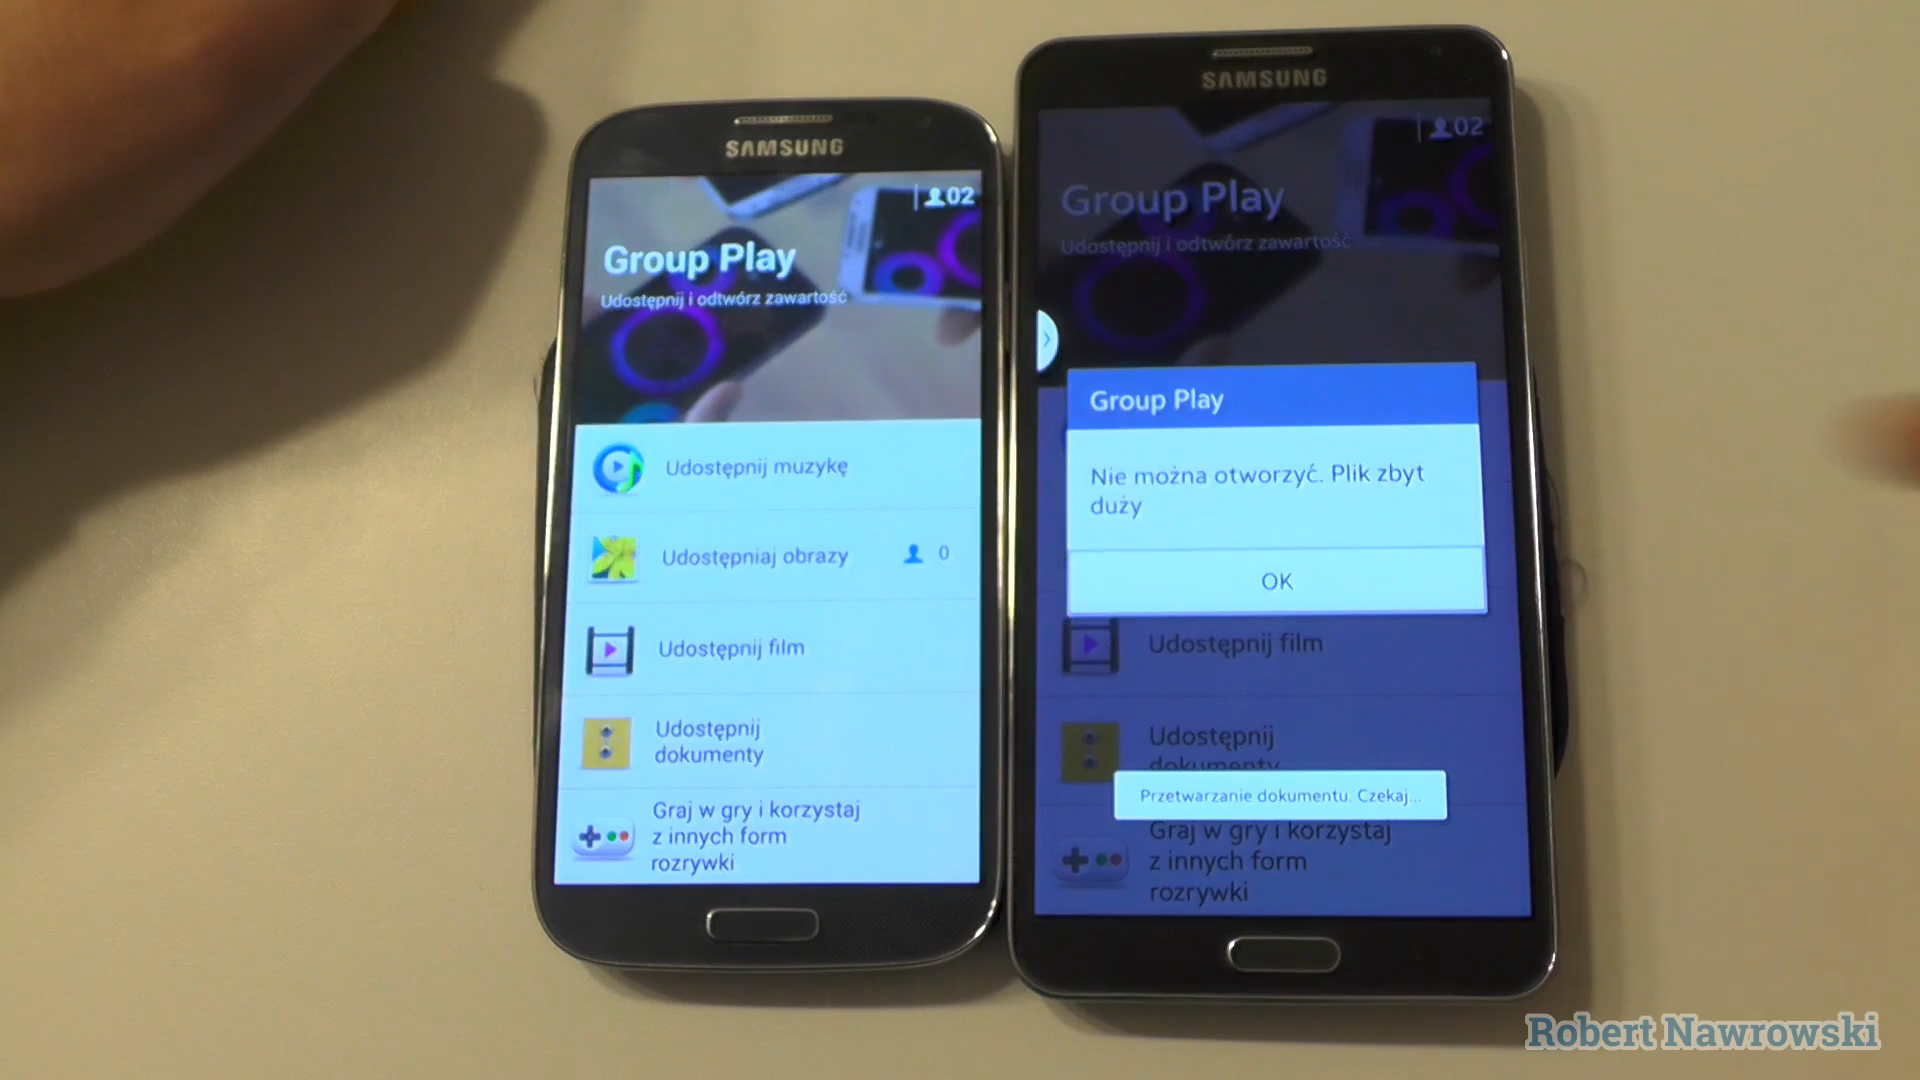 SAMSUNG
02
Group Play
Udostępnij i odtwórz zawartość
Udostępnij muzykę
Udostępniaj obrazy
0
Udostępnij film
Udostępnij
dokumenty
Graj w gry i korzystaj
z innych form
rozrywki
SAMSUNG
02
Group Play
Udostępnij i odtwórz zawartość
Group Play
Nie można otworzyć. Plik zbyt
duży
OK
Udostępnij film
Udostępnij
dokumenty
Przetwarzanie dokumentu. Czekaj...
Graj w gry i korzystaj
z innych form
rozrywki
Robert Nawrowski